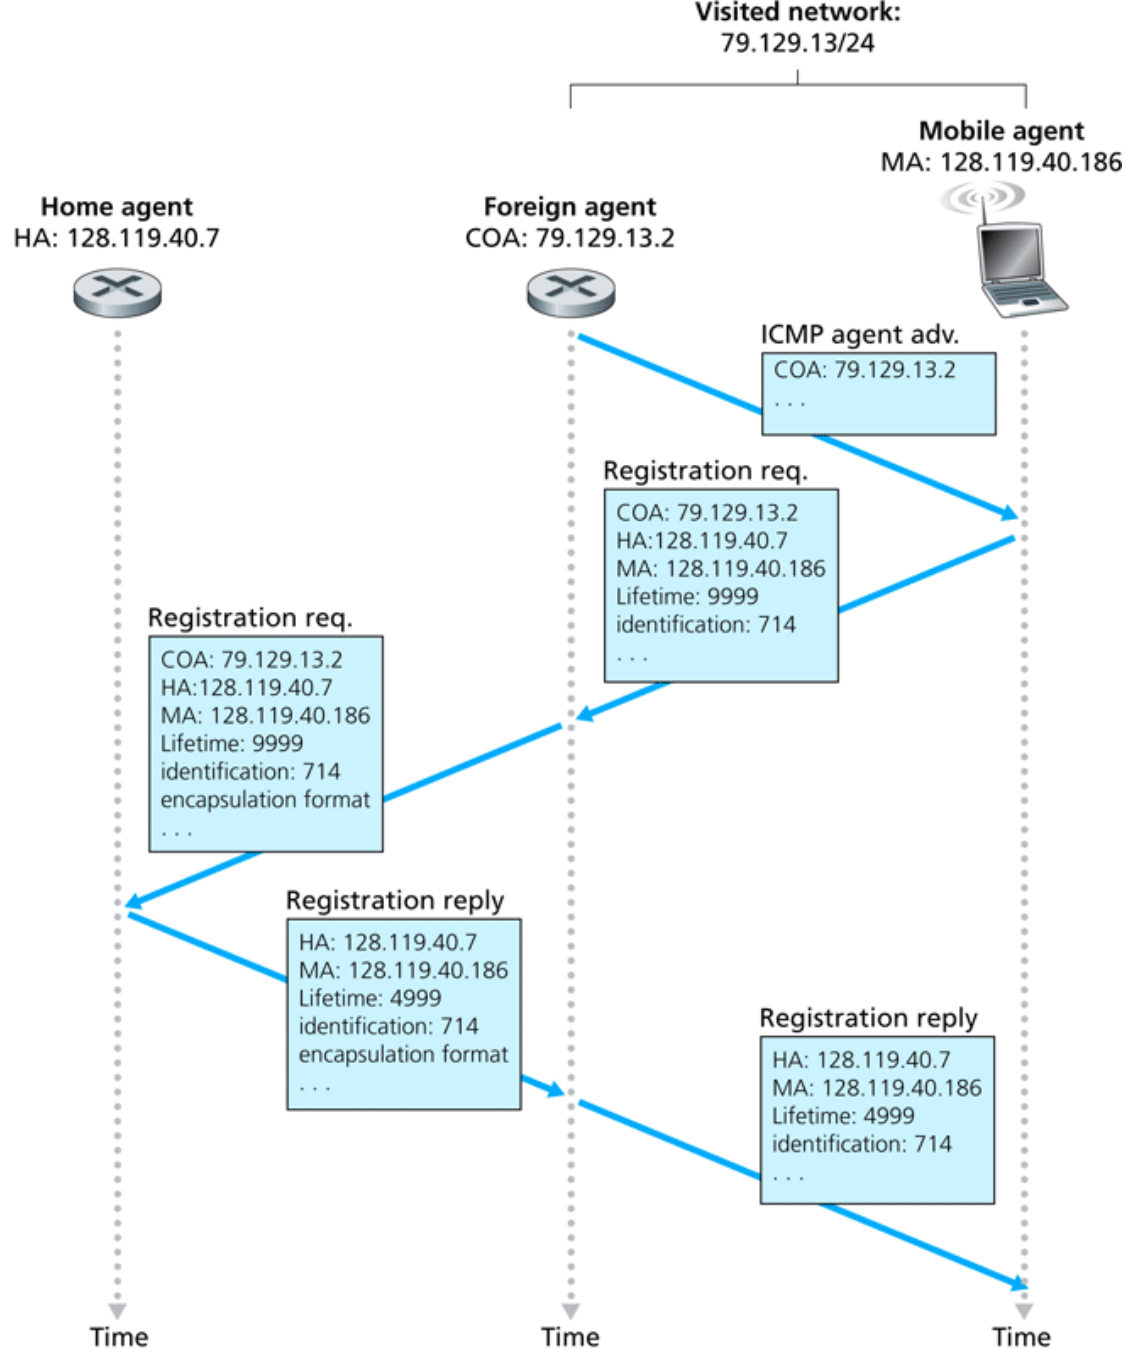 Visited network:
79.129.13/24
Mobile agent
MA: 128.119.40.186
Home agent
HA: 128.119.40.7
Foreign agent
COA: 79.129.13.2
ICMP agent adv.
COA: 79.129.13.2
. . .
Registration req.
COA: 79.129.13.2
HA:128.119.40.7
MA: 128.119.40.186
Lifetime: 9999
identification: 714
. . .
Registration req.
COA: 79.129.13.2
HA:128.119.40.7
MA: 128.119.40.186
Lifetime: 9999
identification: 714
encapsulation format
. . .
Registration reply
HA: 128.119.40.7
MA: 128.119.40.186
Lifetime: 4999
identification: 714
encapsulation format
. . .
Registration reply
HA: 128.119.40.7
MA: 128.119.40.186
Lifetime: 4999
identification: 714
. . .
Time
Time
Time